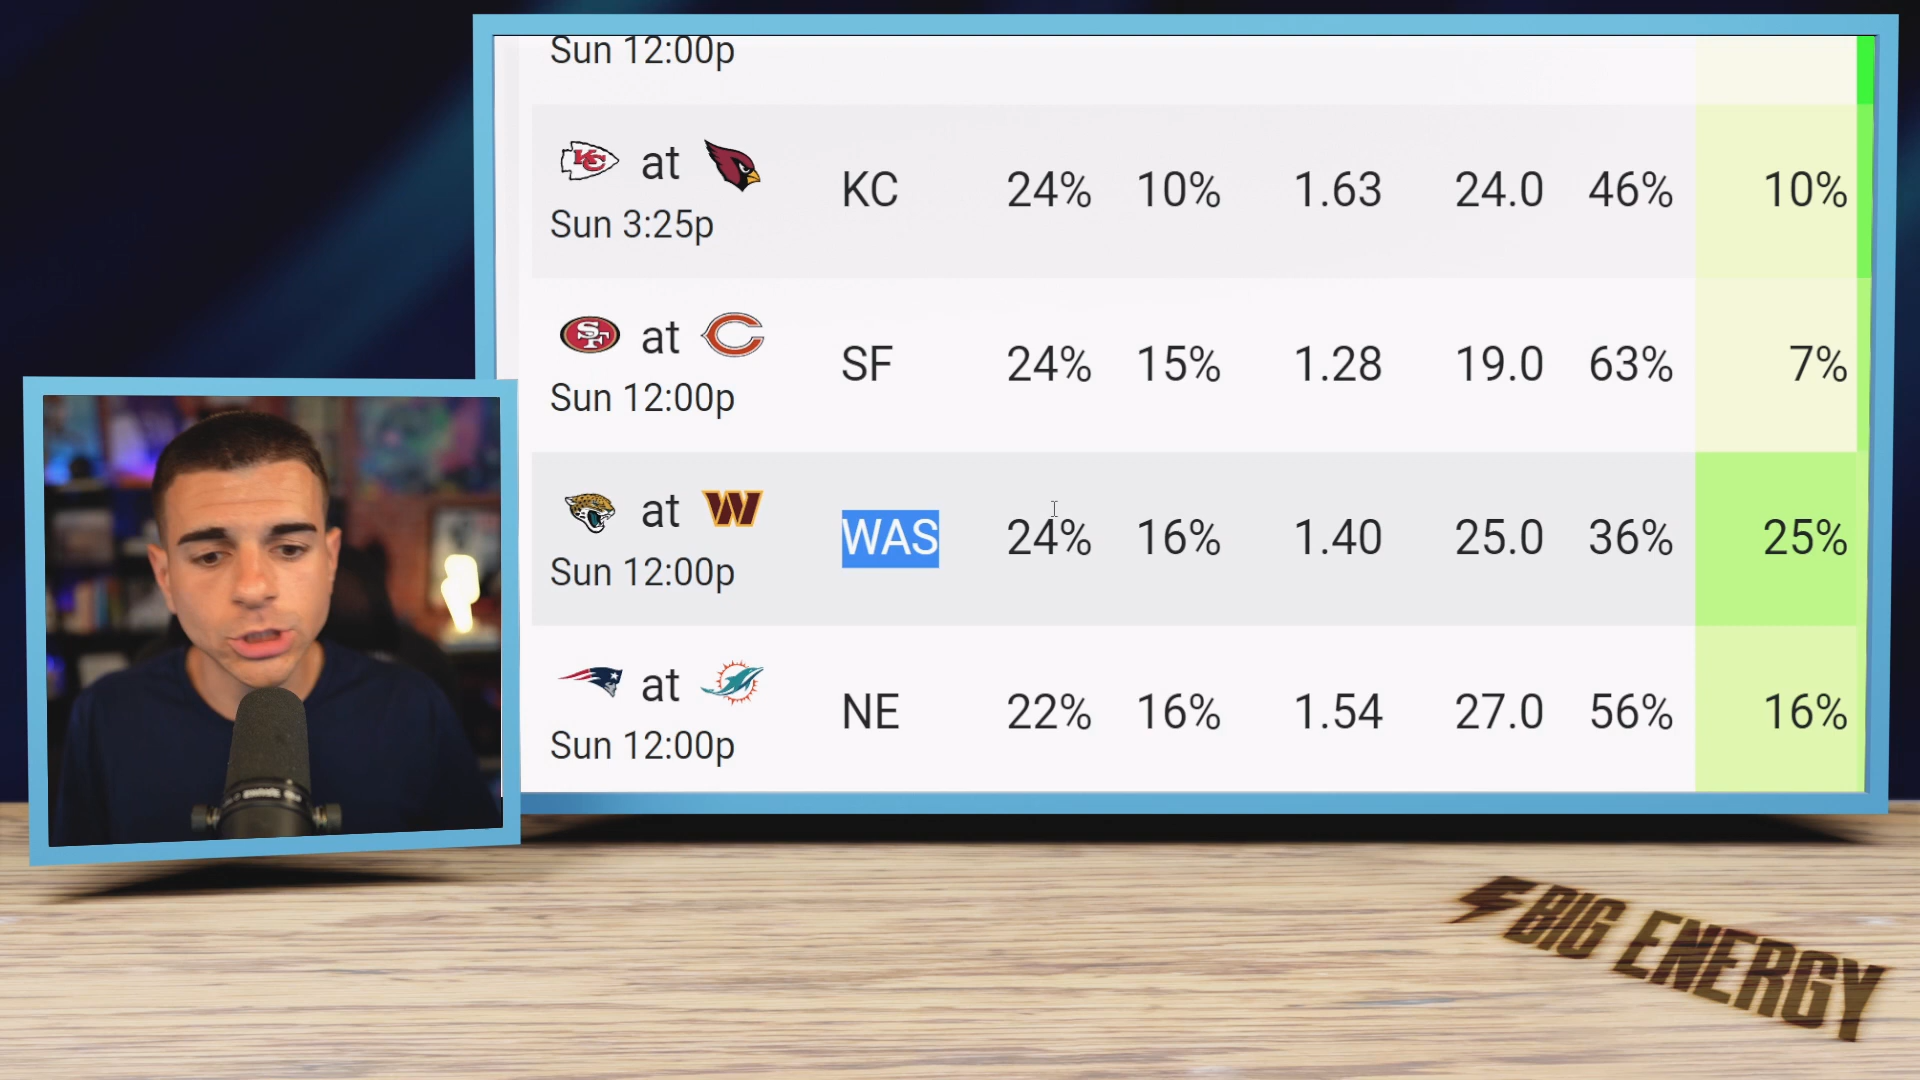 Sun 12:00p
KC at
Sun 3:25p
KC 24% 10% 1.63 24.0 46% 10%
SF at
Sun 12:00p
SF 24% 15% 1.28 19.0 63% 7%
at W
Sun 12:00p
WAS 24% 16% 1.40 25.0 36% 25%
at
Sun 12:00p
NE 22% 16% 1.54 27.0 56% 16%
BIG ENERGY